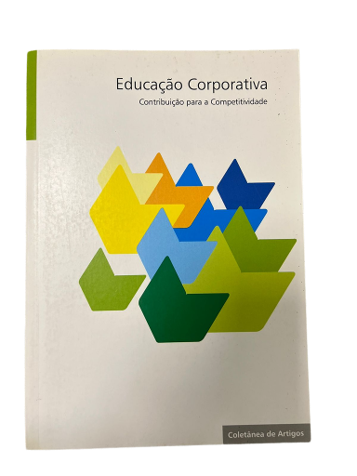 Educação Corporativa
Contribuição para a Competitividade
Coletânea de Artigos